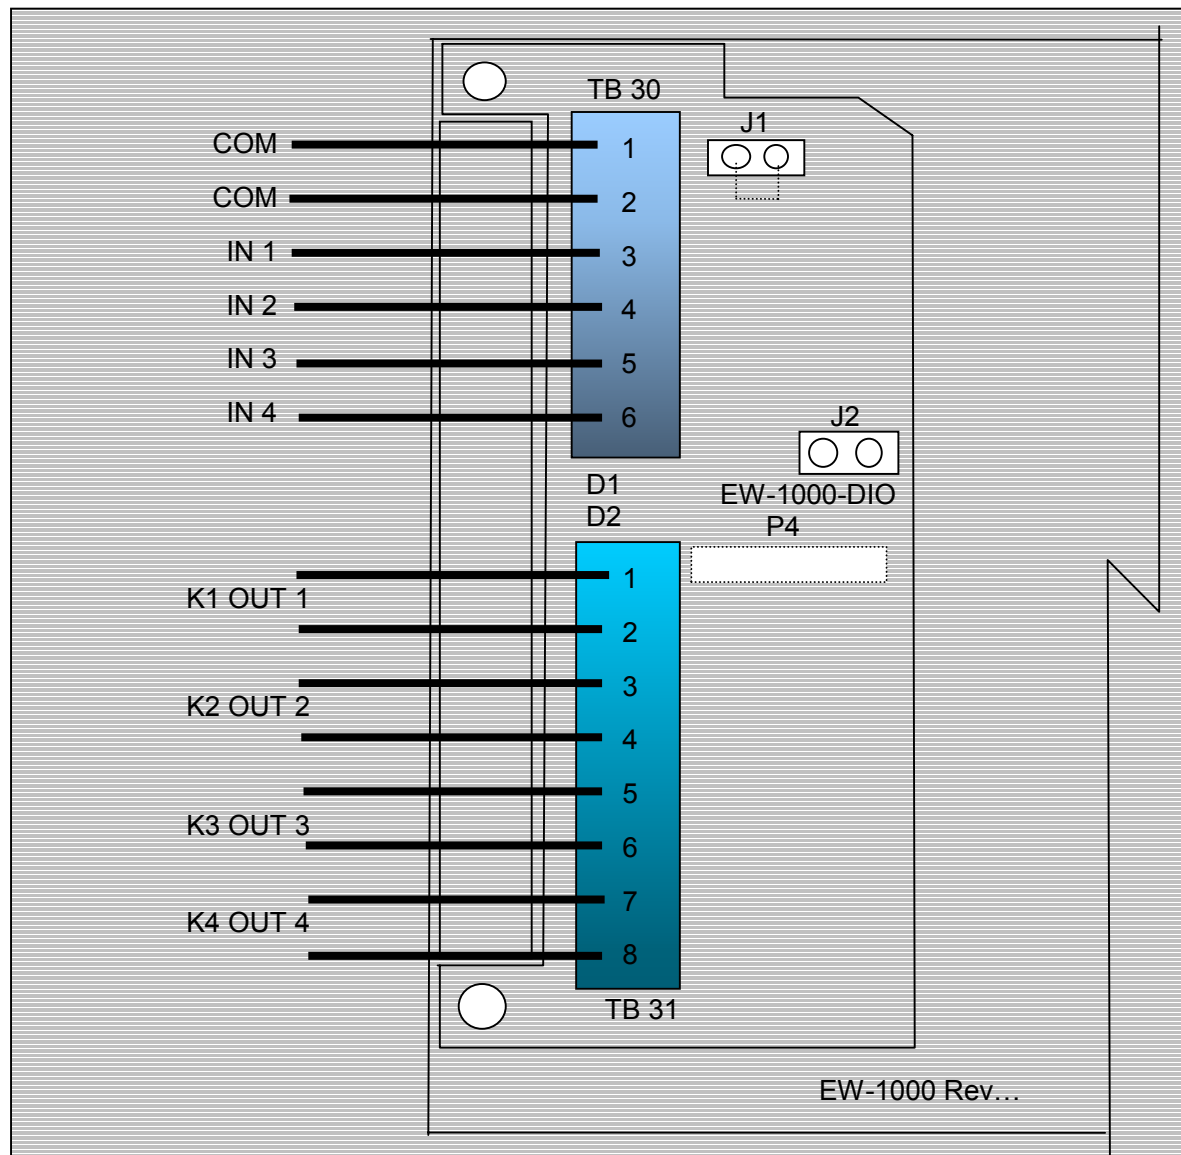 TB 30
J1
COM 1
COM 2
IN 1 3
IN 2 4
IN 3 5
IN 4 6
J2
D1
EW-1000-DIO
D2
P4
1
K1 OUT 1
2
3
K2 OUT 2
4
5
K3 OUT 3
6
7
K4 OUT 4
8
TB 31
EW-1000 Rev…